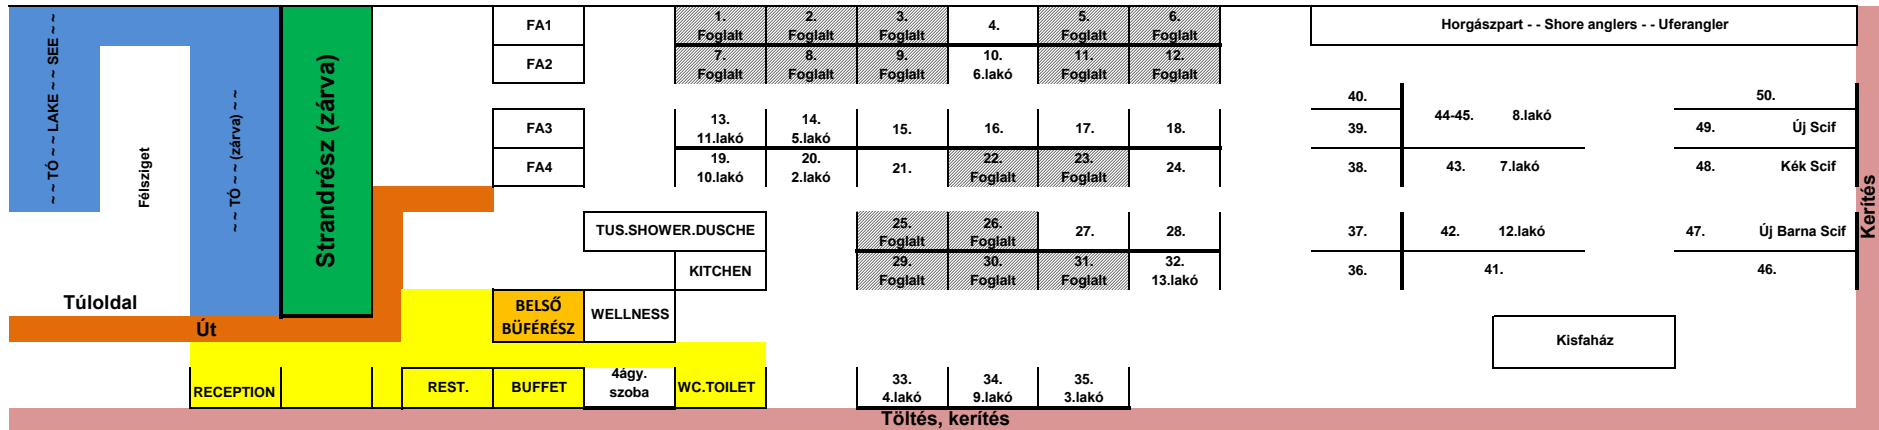 ~ ~ TÓ ~ ~ LAKE ~ ~ SEE ~ ~
Félsziget
~ ~ TÓ ~ ~ (zárva) ~ ~
Strandrész (zárva)
Túloldal
Út
FA1
FA2
FA3
FA4
1.
Foglalt
2.
Foglalt
3.
Foglalt
4.
5.
Foglalt
6.
Foglalt
7.
Foglalt
8.
Foglalt
9.
Foglalt
10.
6.lakó
11.
Foglalt
12.
Foglalt
13.
11.lakó
14.
5.lakó
15.
16.
17.
18.
19.
10.lakó
20.
2.lakó
21.
22.
Foglalt
23.
Foglalt
24.
TUS.SHOWER.DUSCHE
KITCHEN
25.
Foglalt
26.
Foglalt
27.
28.
29.
Foglalt
30.
Foglalt
31.
Foglalt
32.
13.lakó
BELSŐ
BÜFÉRÉSZ
WELLNESS
RECEPTION
REST.
BUFFET
4ágy.
szoba
WC.TOILET
33.
4.lakó
34.
9.lakó
35.
3.lakó
Horgászpart - - Shore anglers - - Uferangler
40.
39.
38.
37.
36.
44-45. 8.lakó
43. 7.lakó
42. 12.lakó
41.
50.
49. Új Scif
48. Kék Scif
47. Új Barna Scif
46.
Kisfaház
Kerítés
Töltés, kerítés